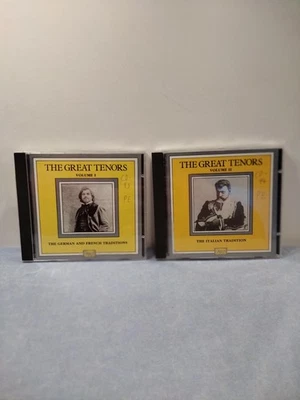 THE GREAT TENORS
VOLUME I
THE GERMAN AND FRENCH TRADITIONS
THE GREAT TENORS
VOLUME II
THE ITALIAN TRADITION